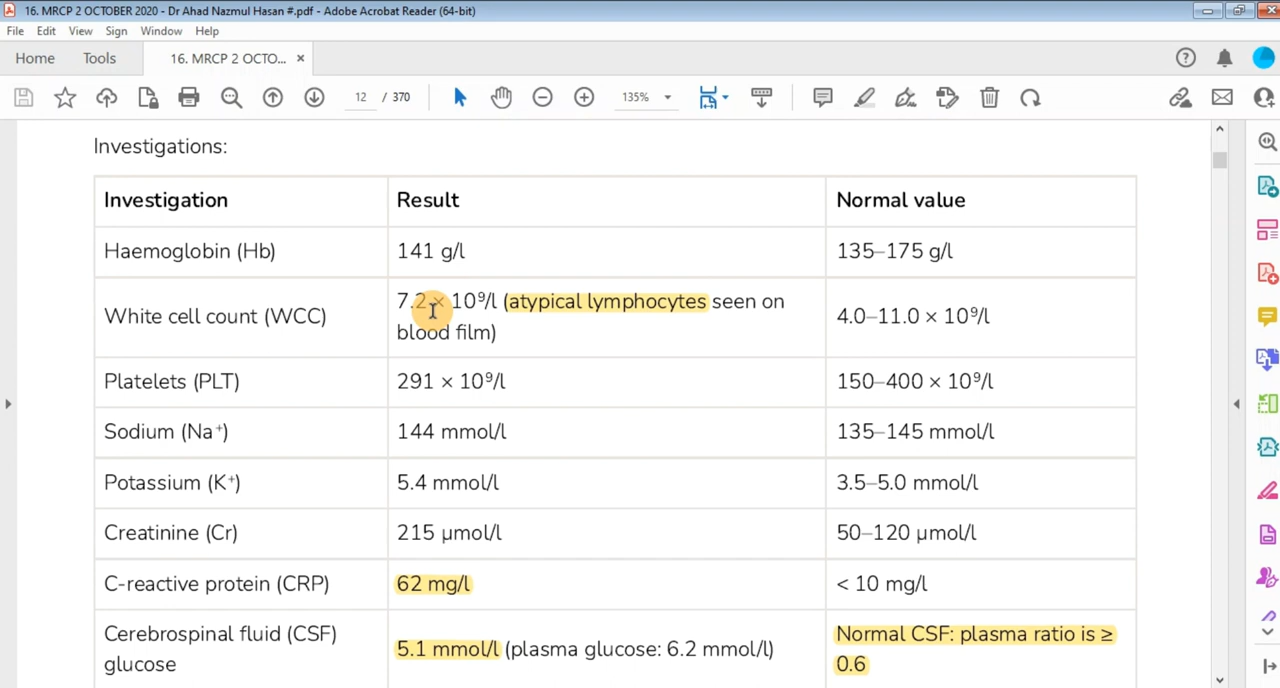 16. MRCP 2 OCTOBER 2020 - Dr Ahad Nazmul Hasan #.pdf - Adobe Acrobat Reader (64-bit)
File Edit View Sign Window Help
Home Tools 16. MRCP 2 OCTO... ×
12 / 370 135%
Investigations:
Investigation Result Normal value
Haemoglobin (Hb) 141 g/l 135–175 g/l
White cell count (WCC) 7.2 × 10⁹/l (atypical lymphocytes seen on
blood film) 4.0–11.0 × 10⁹/l
Platelets (PLT) 291 × 10⁹/l 150–400 × 10⁹/l
Sodium (Na⁺) 144 mmol/l 135–145 mmol/l
Potassium (K⁺) 5.4 mmol/l 3.5–5.0 mmol/l
Creatinine (Cr) 215 µmol/l 50–120 µmol/l
C-reactive protein (CRP) 62 mg/l < 10 mg/l
Cerebrospinal fluid (CSF)
glucose 5.1 mmol/l (plasma glucose: 6.2 mmol/l) Normal CSF: plasma ratio is ≥
0.6